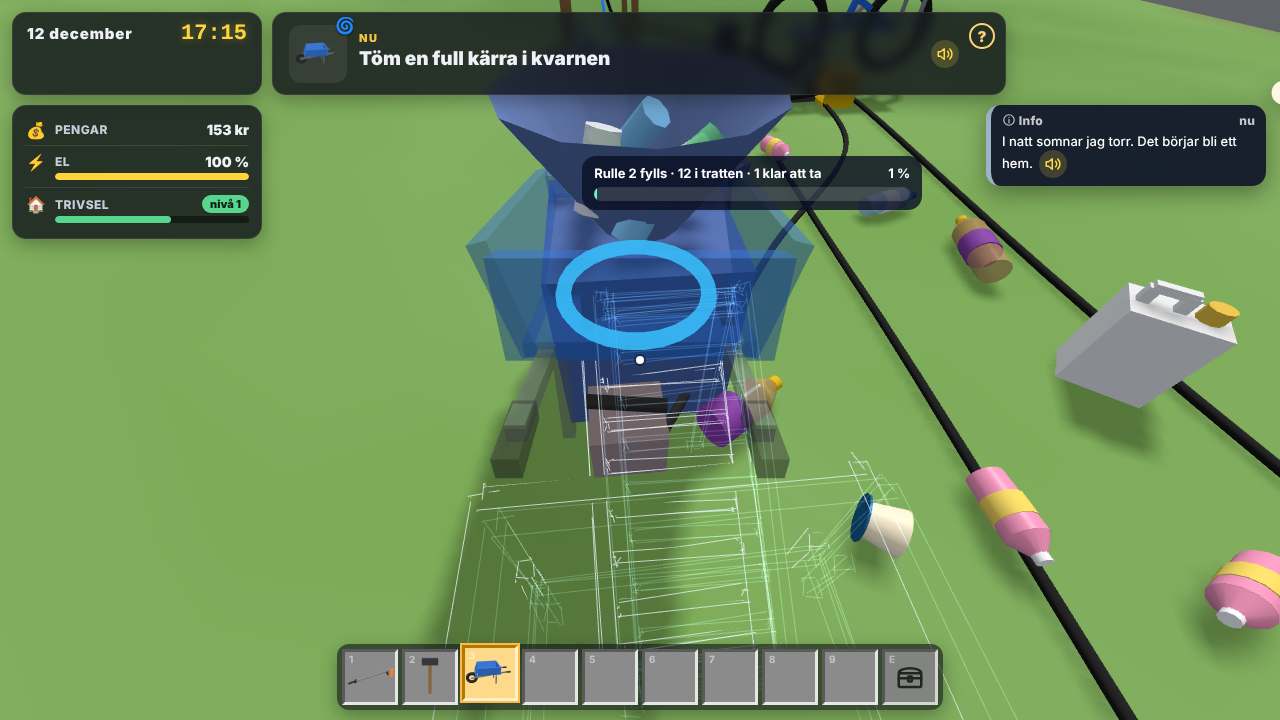 12 december
17:15
NU
Töm en full kärra i kvarnen
?
PENGAR
153 kr
EL
100 %
TRIVSEL
nivå 1
Info
nu
I natt somnar jag torr. Det börjar bli ett
hem.
Rulle 2 fylls · 12 i tratten · 1 klar att ta
1 %
1
2
3
4
5
6
7
8
9
E